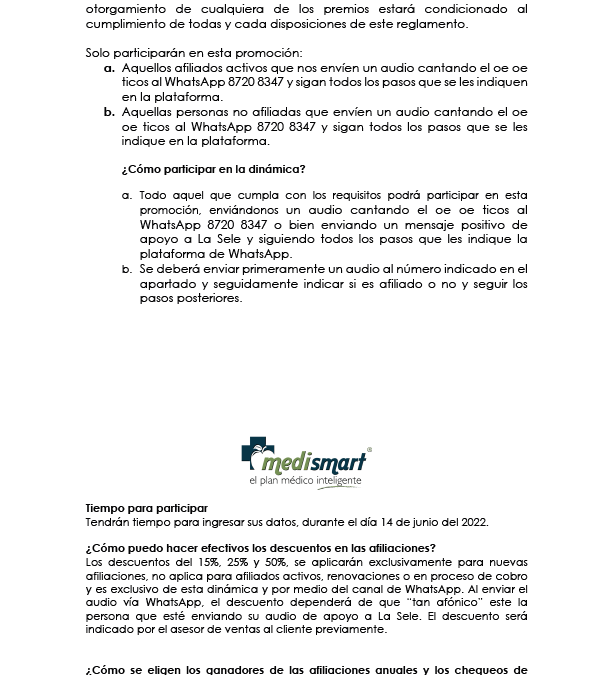 otorgamiento de cualquiera de los premios estará condicionado al
cumplimiento de todas y cada disposiciones de este reglamento.
Solo participarán en esta promoción:
a. Aquellos afiliados activos que nos envíen un audio cantando el oe oe
ticos al WhatsApp 8720 8347 y sigan todos los pasos que se les indiquen
en la plataforma.
b. Aquellas personas no afiliadas que envíen un audio cantando el oe
oe ticos al WhatsApp 8720 8347 y sigan todos los pasos que se les
indique en la plataforma.
¿Cómo participar en la dinámica?
a. Todo aquel que cumpla con los requisitos podrá participar en esta
promoción, enviándonos un audio cantando el oe oe ticos al
WhatsApp 8720 8347 o bien enviando un mensaje positivo de
apoyo a La Sele y siguiendo todos los pasos que les indique la
plataforma de WhatsApp.
b. Se deberá enviar primeramente un audio al número indicado en el
apartado y seguidamente indicar si es afiliado o no y seguir los
pasos posteriores.
medismart®
el plan médico inteligente
Tiempo para participar
Tendrán tiempo para ingresar sus datos, durante el día 14 de junio del 2022.
¿Cómo puedo hacer efectivos los descuentos en las afiliaciones?
Los descuentos del 15%, 25% y 50%, se aplicarán exclusivamente para nuevas
afiliaciones, no aplica para afiliados activos, renovaciones o en proceso de cobro
y es exclusivo de esta dinámica y por medio del canal de WhatsApp. Al enviar el
audio vía WhatsApp, el descuento dependerá de que "tan afónico" este la
persona que esté enviando su audio de apoyo a La Sele. El descuento será
indicado por el asesor de ventas al cliente previamente.
¿Cómo se eligen los ganadores de las afiliaciones anuales y los chequeos de